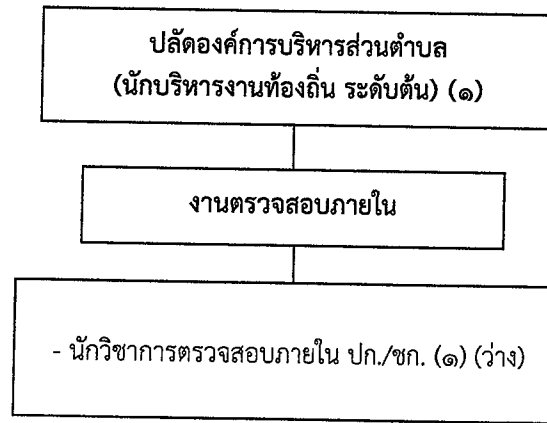 ปลัดองค์การบริหารส่วนตำบล
(นักบริหารงานท้องถิ่น ระดับต้น) (๑)
งานตรวจสอบภายใน
- นักวิชาการตรวจสอบภายใน ปก./ชก. (๑) (ว่าง)